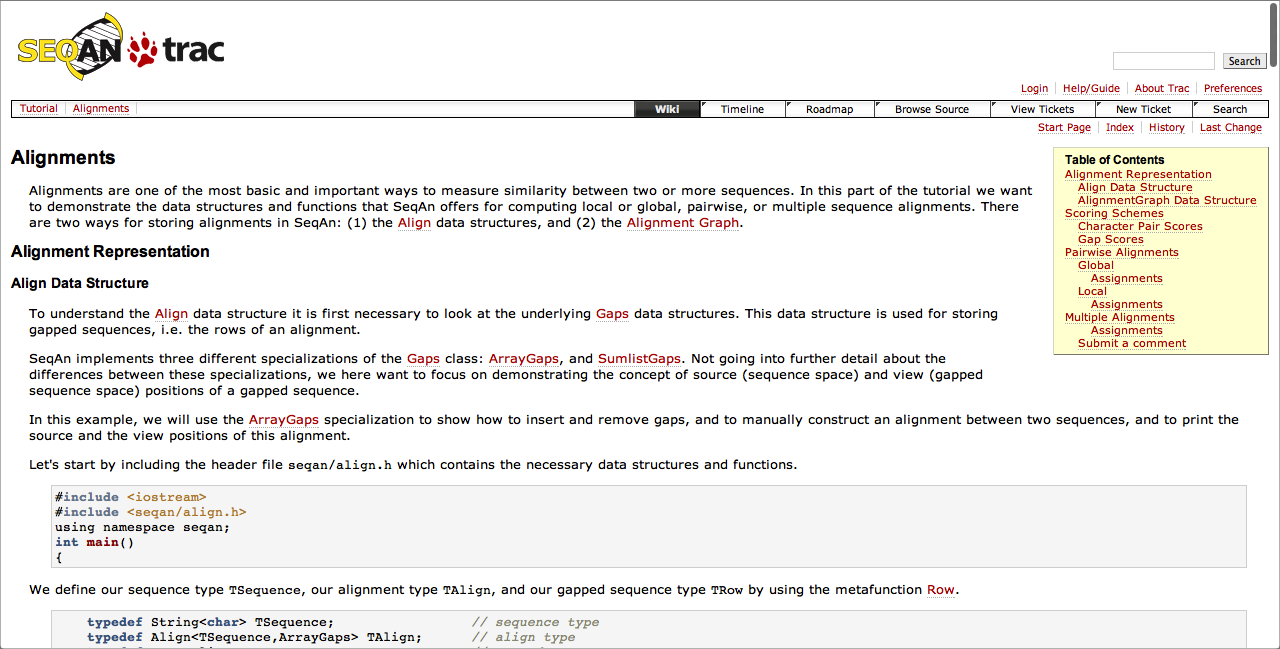 SEQAN trac
Search
Login Help/Guide About Trac Preferences
Tutorial Alignments Wiki Timeline Roadmap Browse Source View Tickets New Ticket Search
Start Page Index History Last Change
Alignments
Table of Contents
Alignment Representation
Align Data Structure
AlignmentGraph Data Structure
Scoring Schemes
Character Pair Scores
Gap Scores
Pairwise Alignments
Global
Assignments
Local
Assignments
Multiple Alignments
Assignments
Submit a comment
Alignments are one of the most basic and important ways to measure similarity between two or more sequences. In this part of the tutorial we want
to demonstrate the data structures and functions that SeqAn offers for computing local or global, pairwise, or multiple sequence alignments. There
are two ways for storing alignments in SeqAn: (1) the Align data structures, and (2) the Alignment Graph.
Alignment Representation
Align Data Structure
To understand the Align data structure it is first necessary to look at the underlying Gaps data structures. This data structure is used for storing
gapped sequences, i.e. the rows of an alignment.
SeqAn implements three different specializations of the Gaps class: ArrayGaps, and SumlistGaps. Not going into further detail about the
differences between these specializations, we here want to focus on demonstrating the concept of source (sequence space) and view (gapped
sequence space) positions of a gapped sequence.
In this example, we will use the ArrayGaps specialization to show how to insert and remove gaps, and to manually construct an alignment between two sequences, and to print the
source and the view positions of this alignment.
Let's start by including the header file seqan/align.h which contains the necessary data structures and functions.
#include <iostream>
#include <seqan/align.h>
using namespace seqan;
int main()
{
We define our sequence type TSequence, our alignment type TAlign, and our gapped sequence type TRow by using the metafunction Row.
typedef String<char> TSequence; // sequence type
typedef Align<TSequence,ArrayGaps> TAlign; // align type